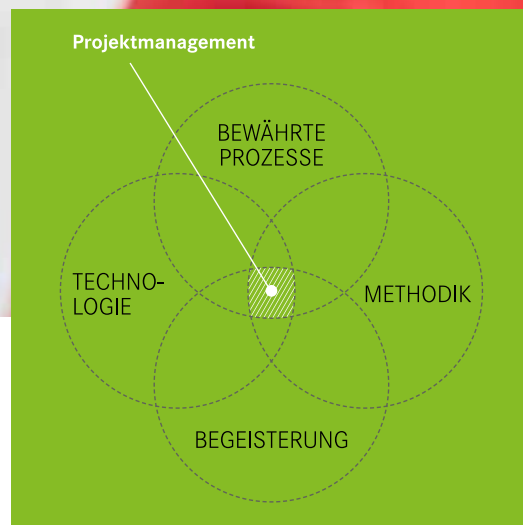 Projektmanagement
BEWÄHRTE
PROZESSE
TECHNO-
LOGIE
METHODIK
BEGEISTERUNG